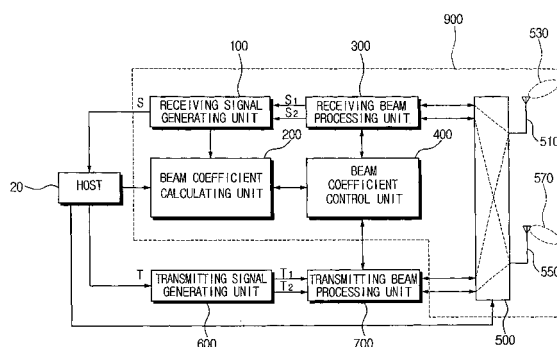 900
530
100
300
S
RECEIVING SIGNAL
GENERATING UNIT
S1
S2
RECEIVING BEAM
PROCESSING UNIT
510
200
400
20
HOST
BEAM COEFFICIENT
CALCULATING UNIT
BEAM
COEFFICIENT
CONTROL UNIT
570
T
TRANSMITTING SIGNAL
GENERATING UNIT
T1
T2
TRANSMITTING BEAM
PROCESSING UNIT
550
600
700
500